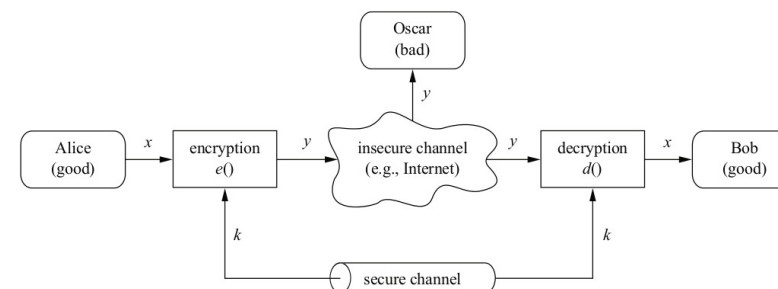 Oscar
(bad)
y
Alice
(good)
x
encryption
e()
y
insecure channel
(e.g., Internet)
y
decryption
d()
x
Bob
(good)
k
k
secure channel